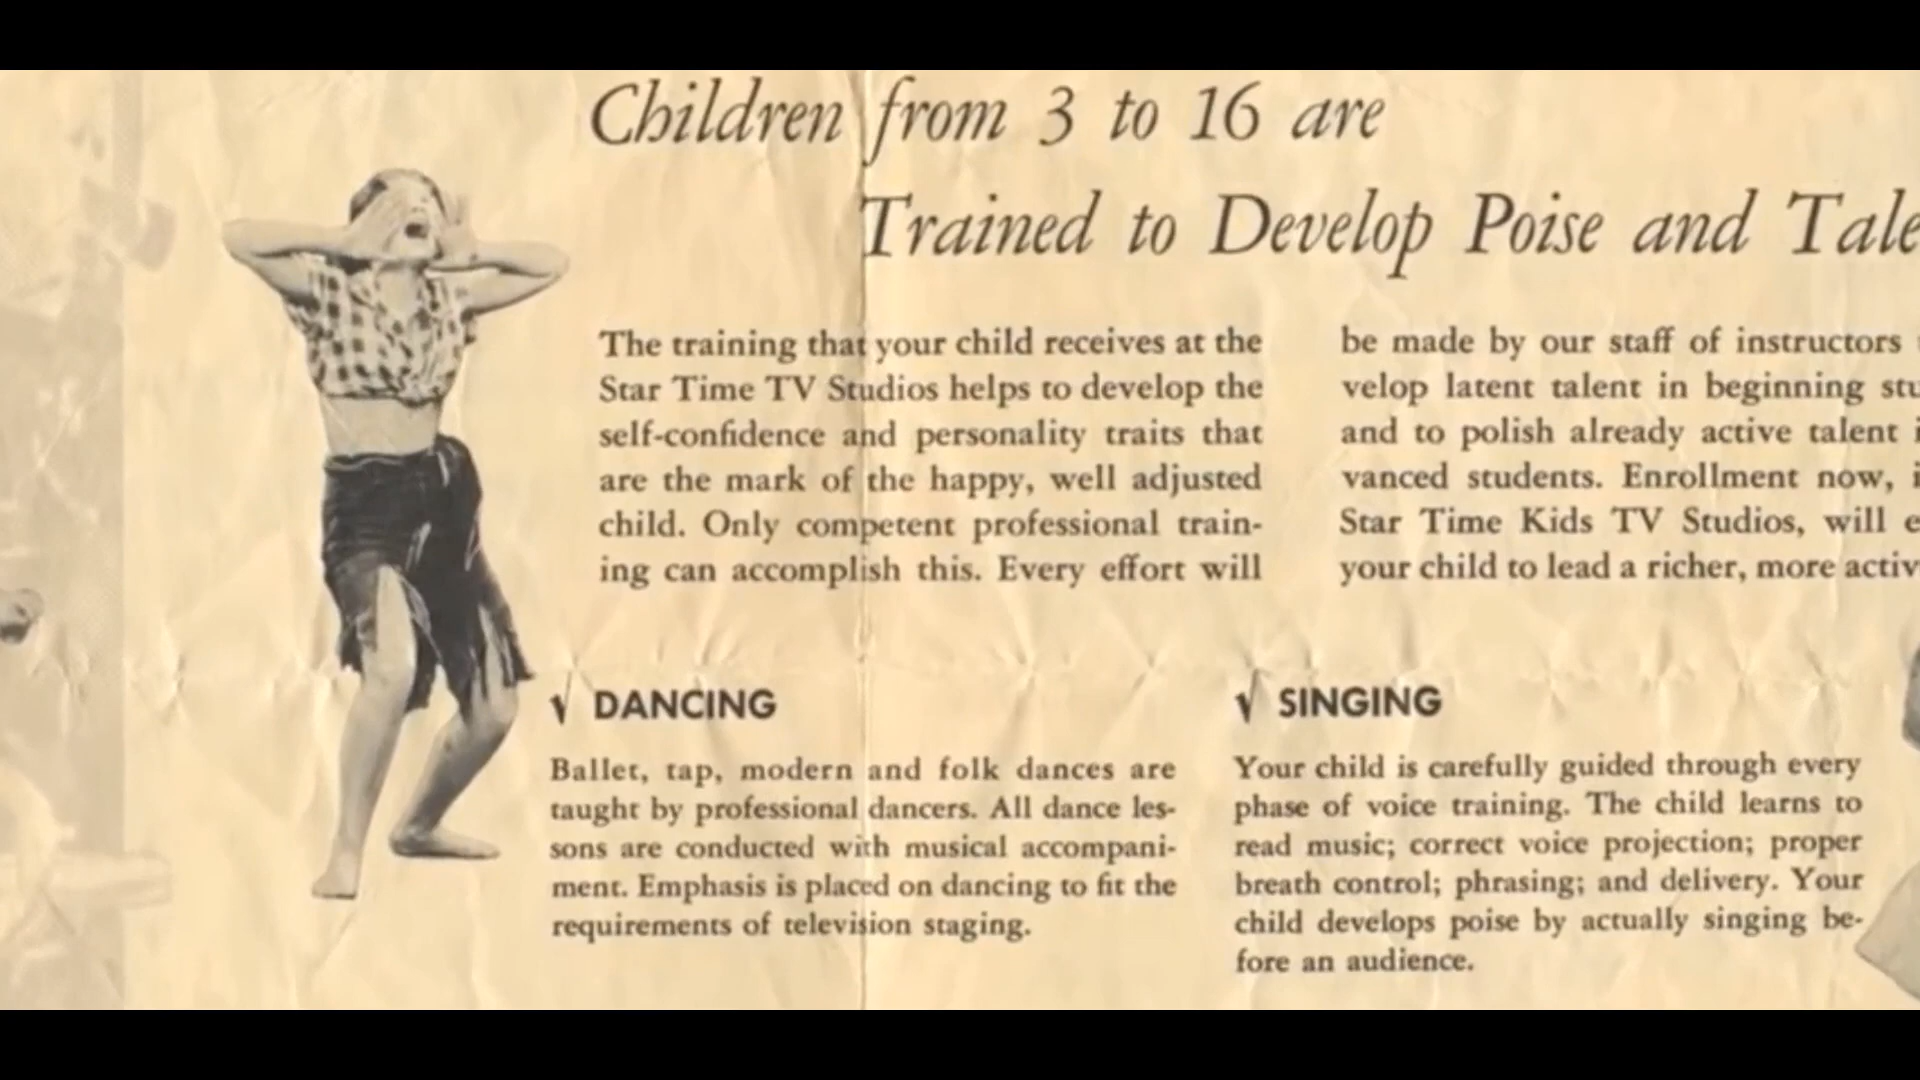 Children from 3 to 16 are
Trained to Develop Poise and Tale
The training that your child receives at the
Star Time TV Studios helps to develop the
self-confidence and personality traits that
are the mark of the happy, well adjusted
child. Only competent professional train-
ing can accomplish this. Every effort will
be made by our staff of instructors
velop latent talent in beginning stu
and to polish already active talent i
vanced students. Enrollment now, i
Star Time Kids TV Studios, will e
your child to lead a richer, more activ
√ DANCING
Ballet, tap, modern and folk dances are
taught by professional dancers. All dance les-
sons are conducted with musical accompani-
ment. Emphasis is placed on dancing to fit the
requirements of television staging.
√ SINGING
Your child is carefully guided through every
phase of voice training. The child learns to
read music; correct voice projection; proper
breath control; phrasing; and delivery. Your
child develops poise by actually singing be-
fore an audience.